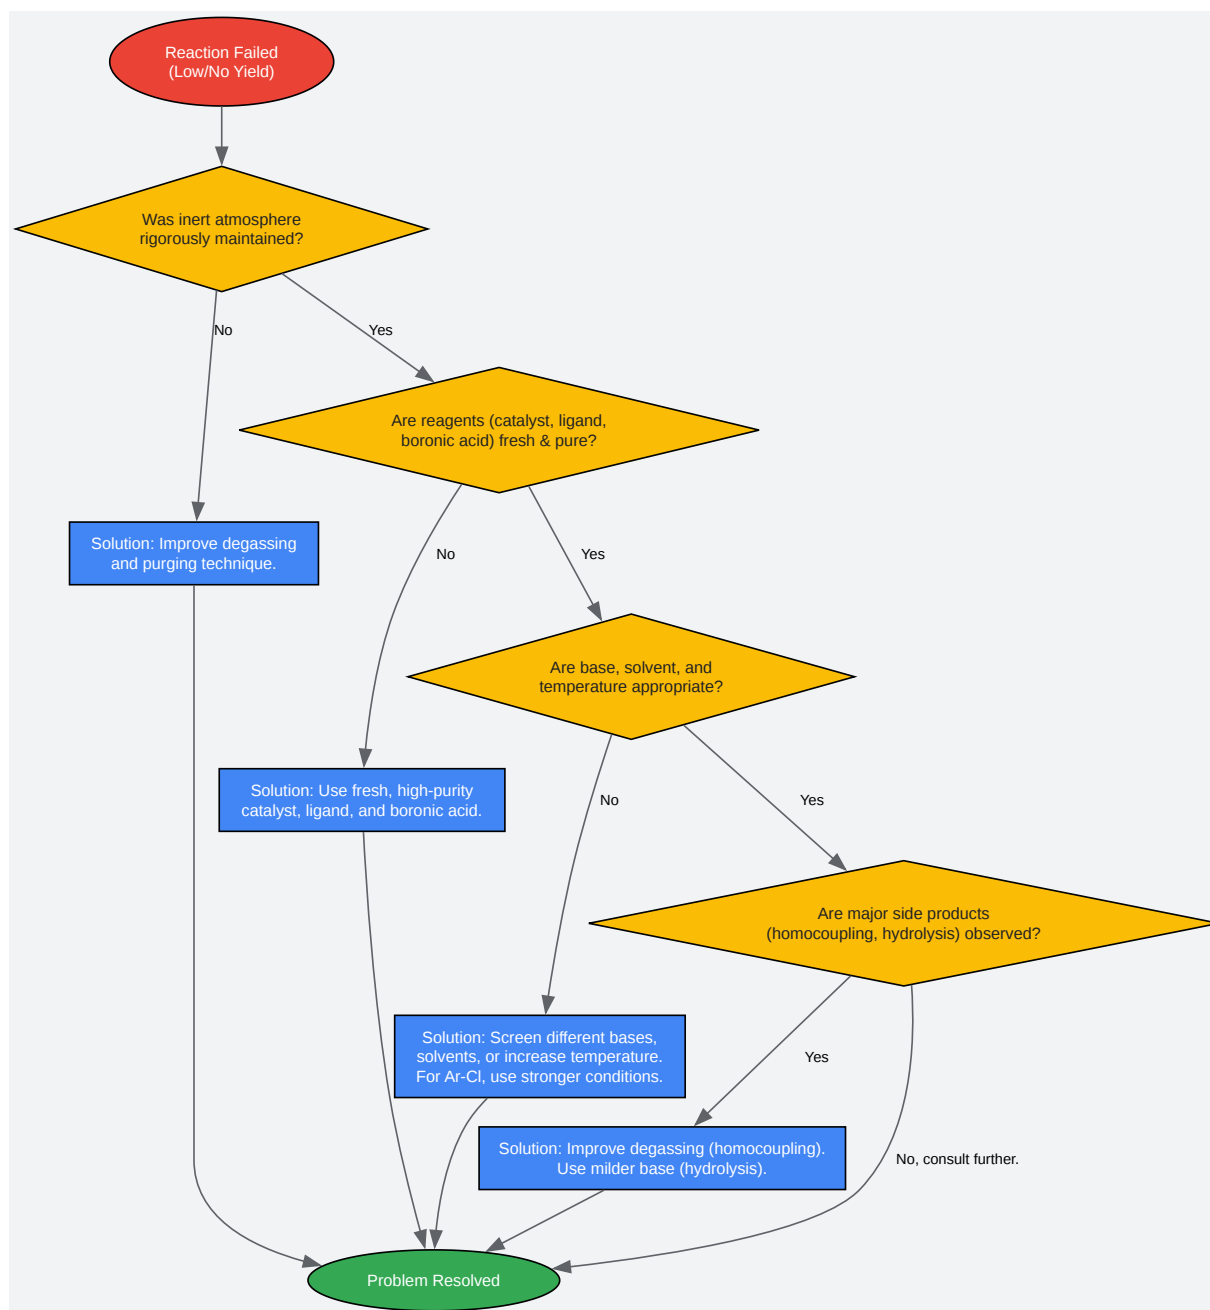 Reaction Failed
(Low/No Yield)
Was inert atmosphere
rigorously maintained?
No
Yes
Are reagents (catalyst, ligand,
boronic acid) fresh & pure?
Solution: Improve degassing
and purging technique.
No
Yes
Are base, solvent, and
temperature appropriate?
Solution: Use fresh, high-purity
catalyst, ligand, and boronic acid.
No
Yes
Are major side products
(homocoupling, hydrolysis) observed?
Solution: Screen different bases,
solvents, or increase temperature.
For Ar-Cl, use stronger conditions.
Yes
Solution: Improve degassing (homocoupling).
Use milder base (hydrolysis).
No, consult further.
Problem Resolved